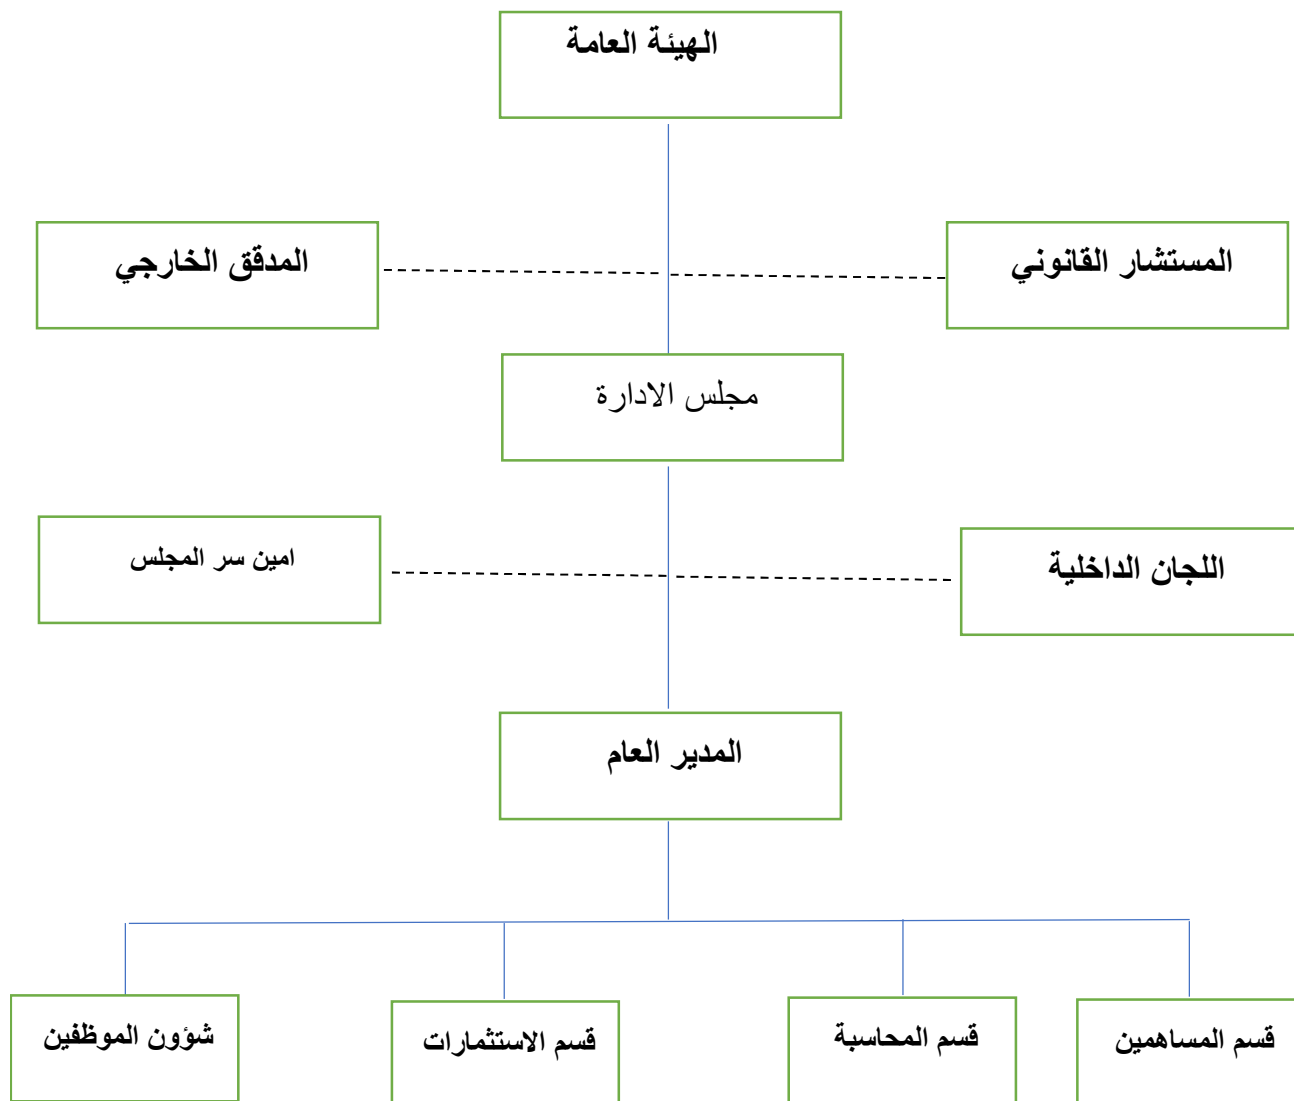 الهيئة العامة
المستشار القانوني
المدقق الخارجي
مجلس الادارة
اللجان الداخلية
امين سر المجلس
المدير العام
قسم المساهمين
قسم المحاسبة
قسم الاستثمارات
شؤون الموظفين